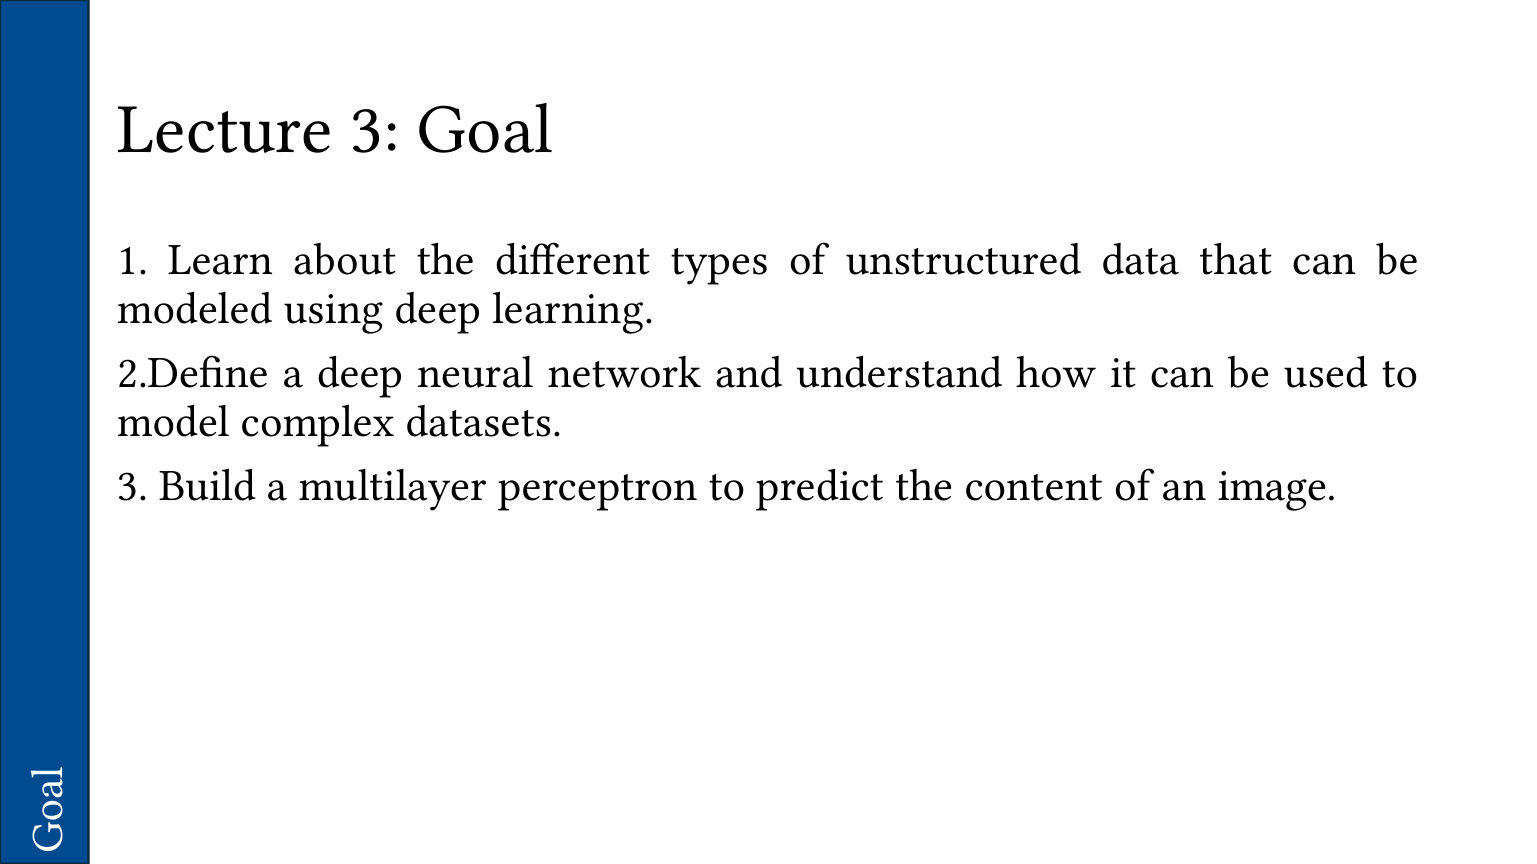 Lecture 3: Goal
1. Learn about the different types of unstructured data that can be
modeled using deep learning.
2.Define a deep neural network and understand how it can be used to
model complex datasets.
3. Build a multilayer perceptron to predict the content of an image.
Goal